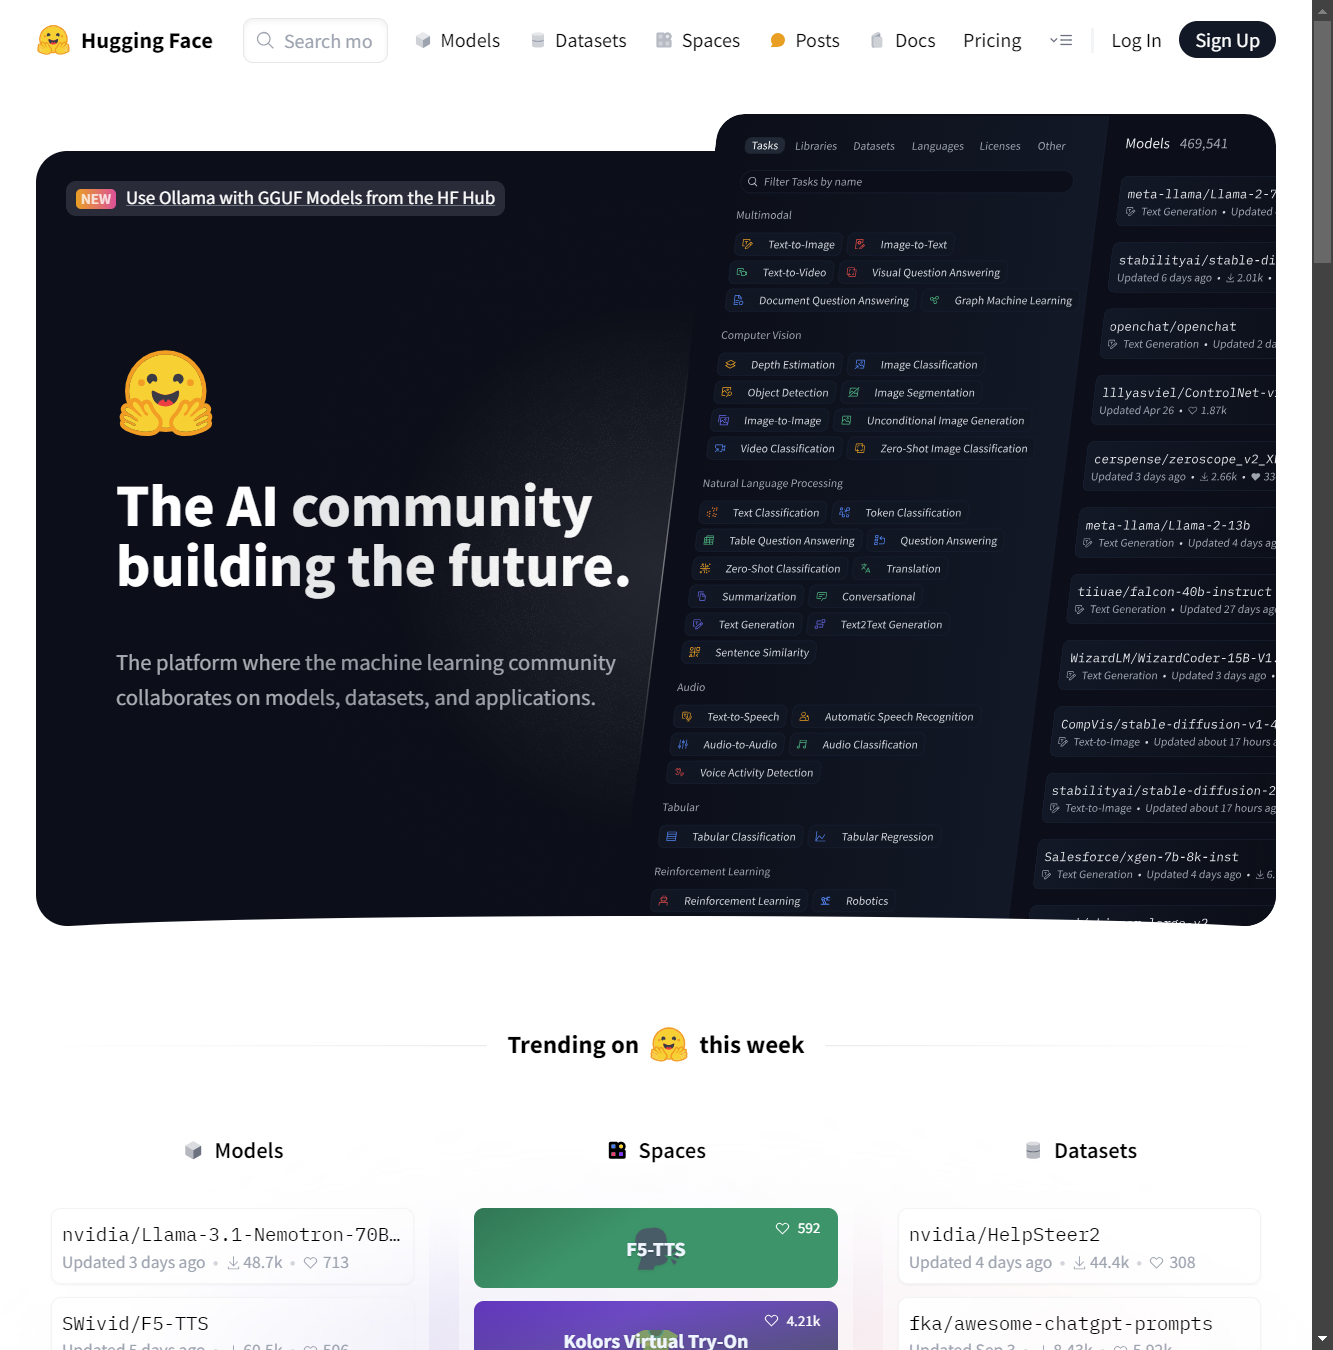 Hugging Face
Search mo
Models
Datasets
Spaces
Posts
Docs
Pricing
Log In
Sign Up
NEW Use Ollama with GGUF Models from the HF Hub
The AI community
building the future.
The platform where the machine learning community
collaborates on models, datasets, and applications.
Tasks Libraries Datasets Languages Licenses Other
Filter Tasks by name
Multimodal
Text-to-Image Image-to-Text
Text-to-Video Visual Question Answering
Document Question Answering Graph Machine Learning
Computer Vision
Depth Estimation Image Classification
Object Detection Image Segmentation
Image-to-Image Unconditional Image Generation
Video Classification Zero-Shot Image Classification
Natural Language Processing
Text Classification Token Classification
Table Question Answering Question Answering
Zero-Shot Classification Translation
Summarization Conversational
Text Generation Text2Text Generation
Sentence Similarity
Audio
Text-to-Speech Automatic Speech Recognition
Audio-to-Audio Audio Classification
Voice Activity Detection
Tabular
Tabular Classification Tabular Regression
Reinforcement Learning
Reinforcement Learning Robotics
Models 469,541
meta-llama/Llama-2-7
Text Generation • Updated
stabilityai/stable-di
Updated 6 days ago • 2.01k •
openchat/openchat
Text Generation • Updated 2 da
lllyasviel/ControlNet-v
Updated Apr 26 • 1.87k
cerspense/zeroscope_v2_X
Updated 3 days ago • 2.66k • 33
meta-llama/Llama-2-13b
Text Generation • Updated 4 days ag
tiiuae/falcon-40b-instruct
Text Generation • Updated 27 days ago
WizardLM/WizardCoder-15B-V1.
Text Generation • Updated 3 days ago •
CompVis/stable-diffusion-v1-4
Text-to-Image • Updated about 17 hours a
stabilityai/stable-diffusion-2
Text-to-Image • Updated about 17 hours ag
Salesforce/xgen-7b-8k-inst
Text Generation • Updated 4 days ago • 6.
Trending on this week
Models
nvidia/Llama-3.1-Nemotron-70B…
Updated 3 days ago • 48.7k • 713
SWivid/F5-TTS
Updated 5 days ago • 60.5k • 506
Spaces
592
F5-TTS
4.21k
Kolors Virtual Try-On
Datasets
nvidia/HelpSteer2
Updated 4 days ago • 44.4k • 308
fka/awesome-chatgpt-prompts
Updated Sep 3 • 8.43k • 5.92k